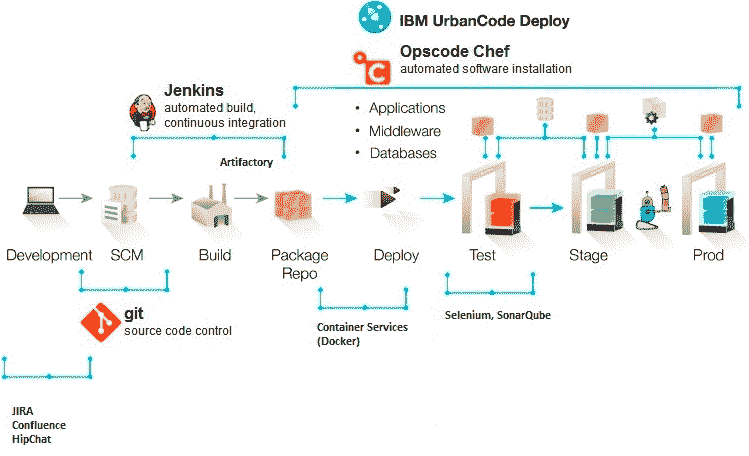 IBM UrbanCode Deploy
Opscode Chef
automated software installation
Jenkins
automated build,
continuous integration
• Applications
• Middleware
• Databases
Artifactory
Development
SCM
Build
Package
Repo
Deploy
Test
Stage
Prod
git
source code control
Container Services
(Docker)
Selenium, SonarQube
JIRA
Confluence
HipChat